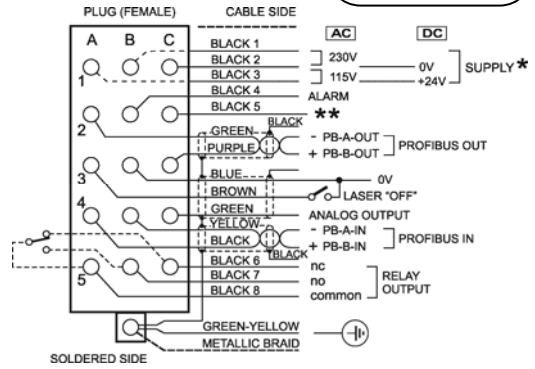 PLUG (FEMALE) CABLE SIDE
AC DC
A B C
BLACK 1
BLACK 2 230V 0V
BLACK 3 115V +24V SUPPLY *
1
BLACK 4 ALARM
BLACK 5 **
BLACK
2
GREEN - PB-A-OUT
PURPLE + PB-B-OUT PROFIBUS OUT
3
BLUE 0V
BROWN LASER "OFF"
4
GREEN ANALOG OUTPUT
YELLOW - PB-A-IN
BLACK + PB-B-IN PROFIBUS IN
BLACK
BLACK 6 nc
5
BLACK 7 no RELAY OUTPUT
BLACK 8 common
GREEN-YELLOW
METALLIC BRAID
SOLDERED SIDE